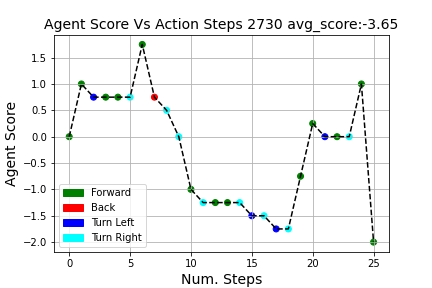 Agent Score Vs Action Steps 2730 avg_score:-3.65
Agent Score
1.5
1.0
0.5
0.0
−0.5
−1.0
−1.5
−2.0
Forward
Back
Turn Left
Turn Right
0 5 10 15 20 25
Num. Steps